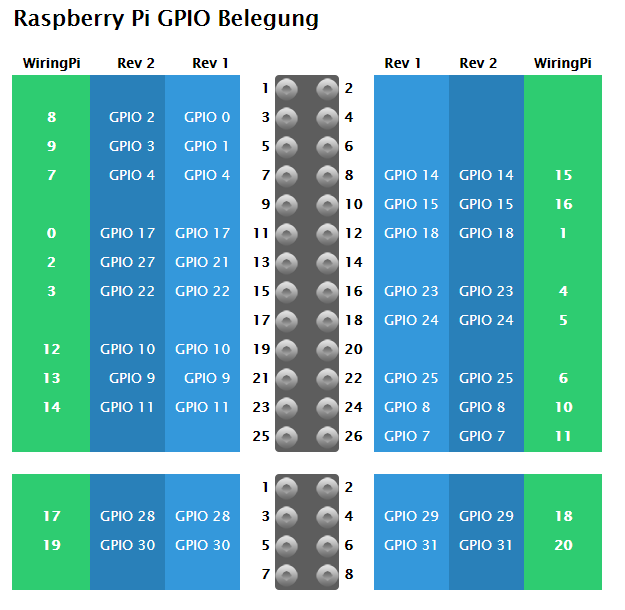 Raspberry Pi GPIO Belegung
WiringPi Rev 2 Rev 1 Rev 1 Rev 2 WiringPi
1 2
8 GPIO 2 GPIO 0 3 4
9 GPIO 3 GPIO 1 5 6
7 GPIO 4 GPIO 4 7 8 GPIO 14 GPIO 14 15
9 10 GPIO 15 GPIO 15 16
0 GPIO 17 GPIO 17 11 12 GPIO 18 GPIO 18 1
2 GPIO 27 GPIO 21 13 14
3 GPIO 22 GPIO 22 15 16 GPIO 23 GPIO 23 4
17 18 GPIO 24 GPIO 24 5
12 GPIO 10 GPIO 10 19 20
13 GPIO 9 GPIO 9 21 22 GPIO 25 GPIO 25 6
14 GPIO 11 GPIO 11 23 24 GPIO 8 GPIO 8 10
25 26 GPIO 7 GPIO 7 11
1 2
17 GPIO 28 GPIO 28 3 4 GPIO 29 GPIO 29 18
19 GPIO 30 GPIO 30 5 6 GPIO 31 GPIO 31 20
7 8